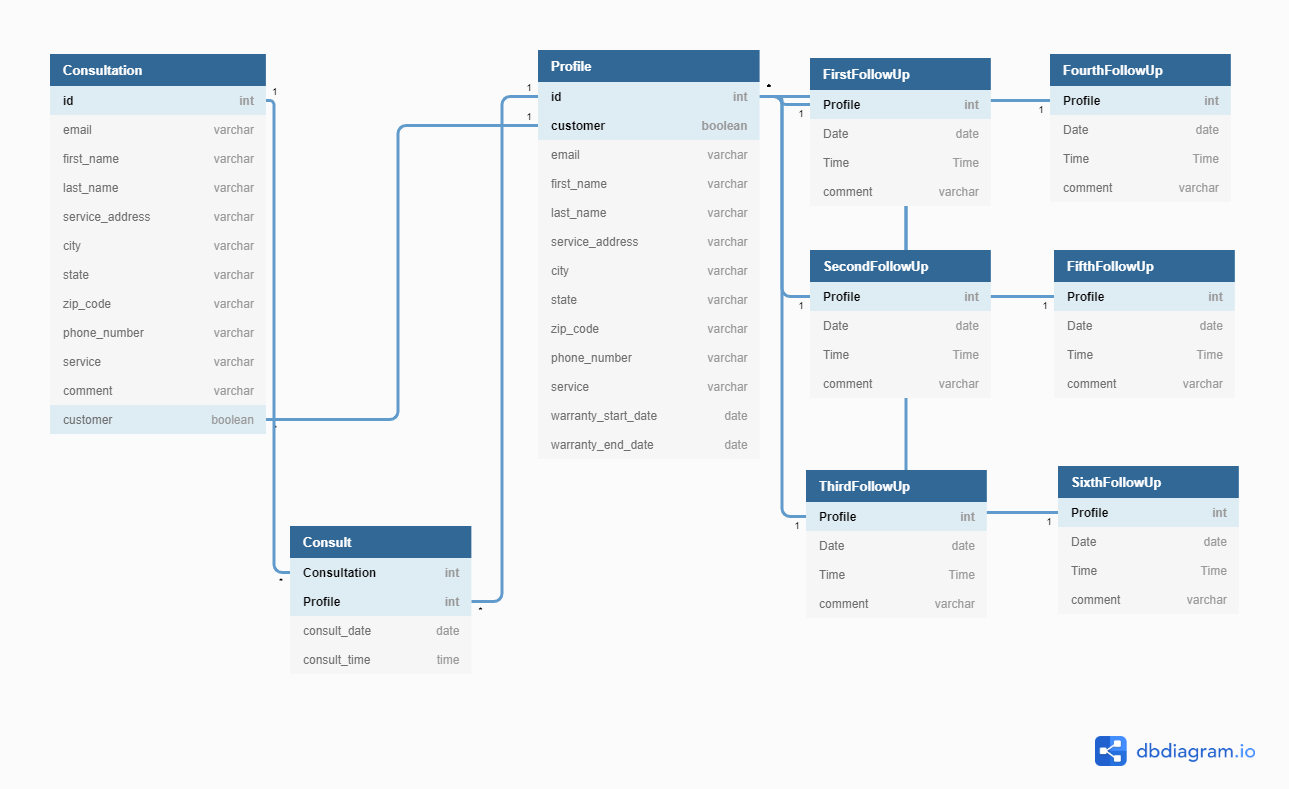 Consultation
id int
email varchar
first_name varchar
last_name varchar
service_address varchar
city varchar
state varchar
zip_code varchar
phone_number varchar
service varchar
comment varchar
customer boolean
1
*
Consult
Consultation int
Profile int
consult_date date
consult_time time
*
*
Profile
id int
customer boolean
email varchar
first_name varchar
last_name varchar
service_address varchar
city varchar
state varchar
zip_code varchar
phone_number varchar
service varchar
warranty_start_date date
warranty_end_date date
1
1
*
FirstFollowUp
Profile int
Date date
Time Time
comment varchar
1
SecondFollowUp
Profile int
Date date
Time Time
comment varchar
1
ThirdFollowUp
Profile int
Date date
Time Time
comment varchar
1
FourthFollowUp
Profile int
Date date
Time Time
comment varchar
1
FifthFollowUp
Profile int
Date date
Time Time
comment varchar
1
SixthFollowUp
Profile int
Date date
Time Time
comment varchar
1
dbdiagram.io